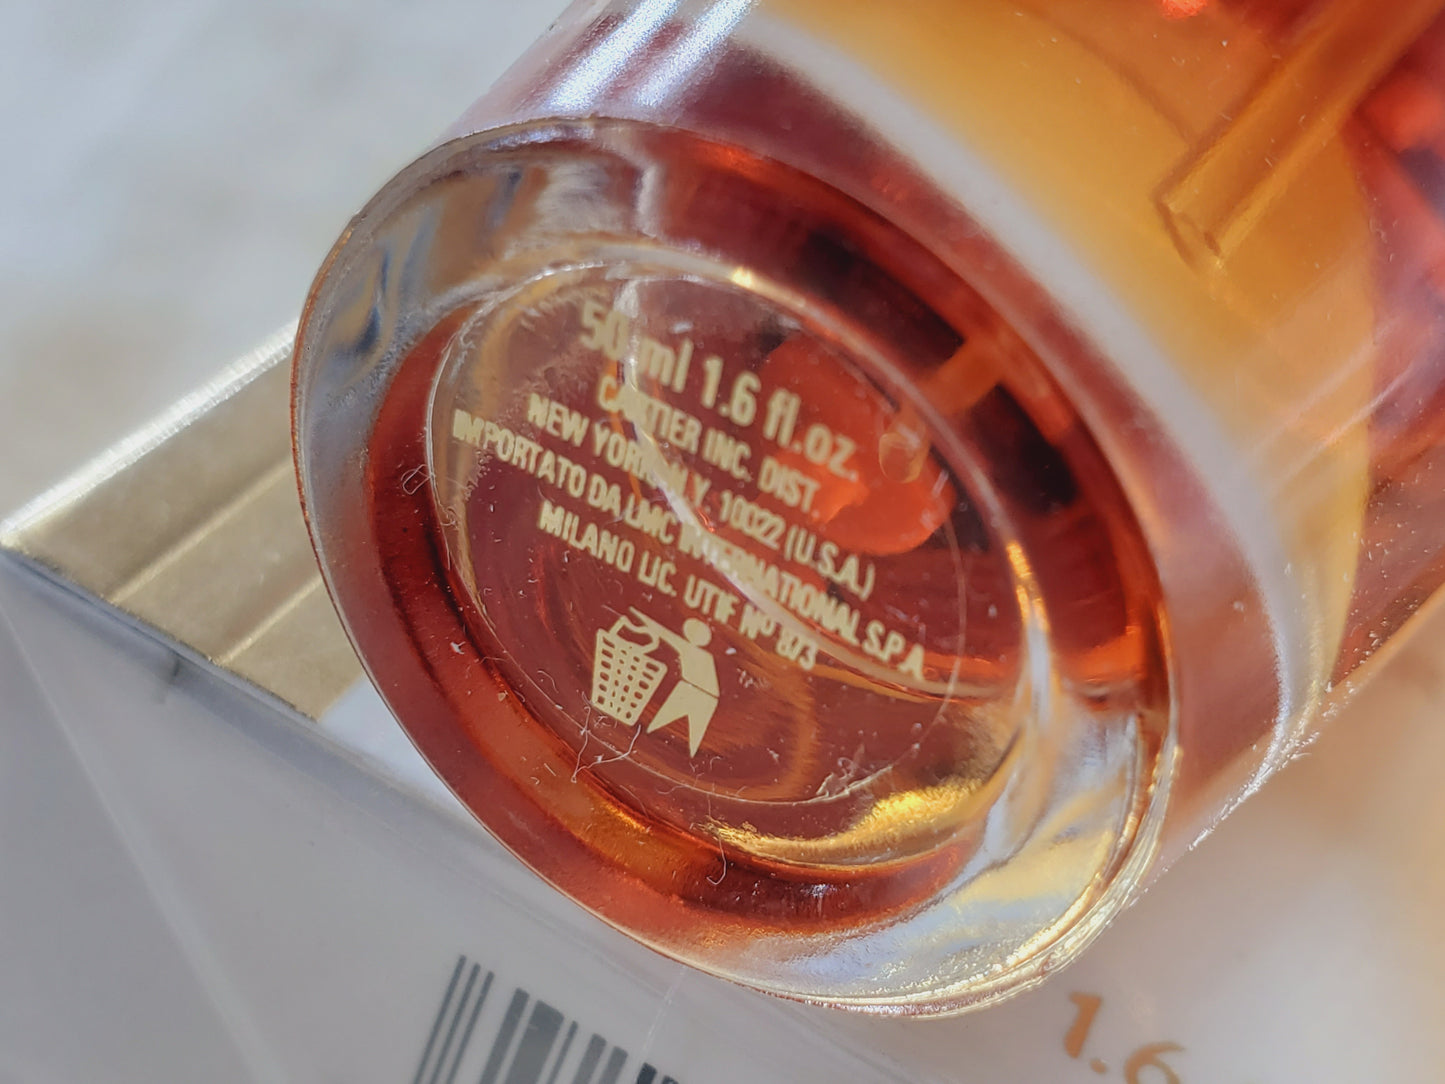 50 ml 1.6 fl.oz.
CARTIER INC. DIST.
NEW YORK N.Y. 10022 (U.S.A.)
IMPORTATO DA LMC INTERNATIONAL S.P.A.
MILANO LIC. UTIF Nº 873
1.6